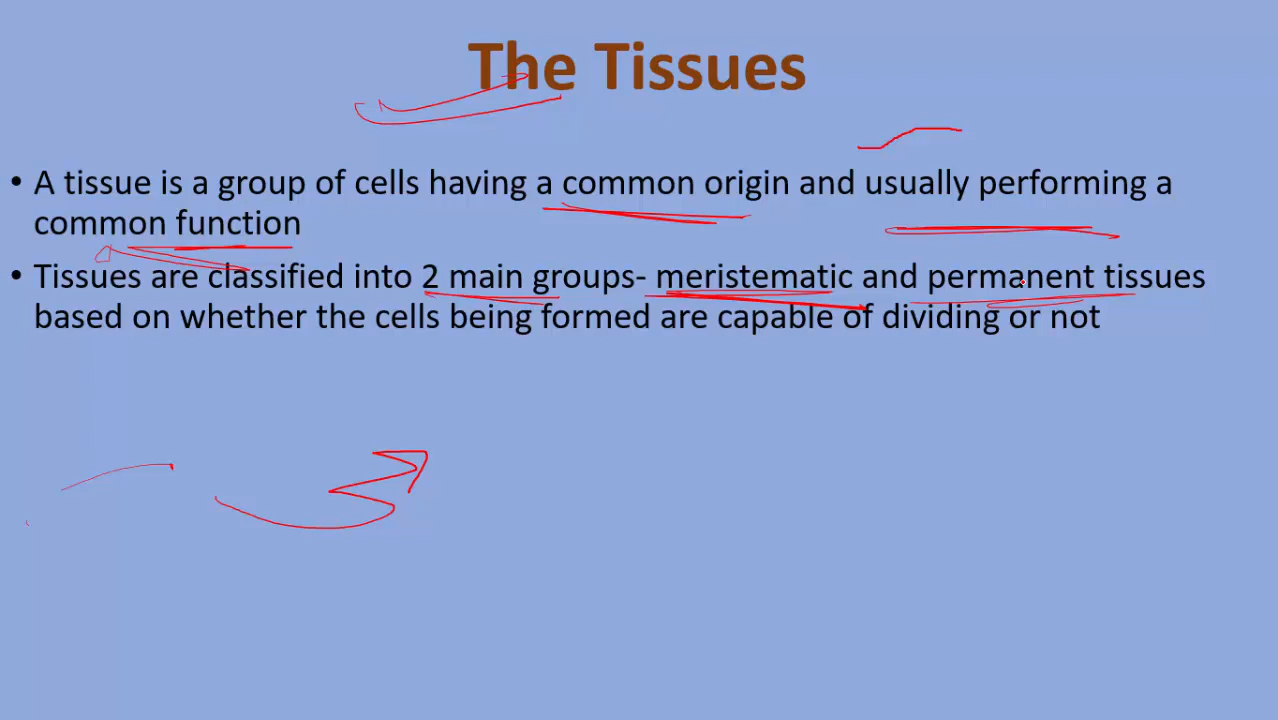 The Tissues
• A tissue is a group of cells having a common origin and usually performing a
common function
• Tissues are classified into 2 main groups- meristematic and permanent tissues
based on whether the cells being formed are capable of dividing or not